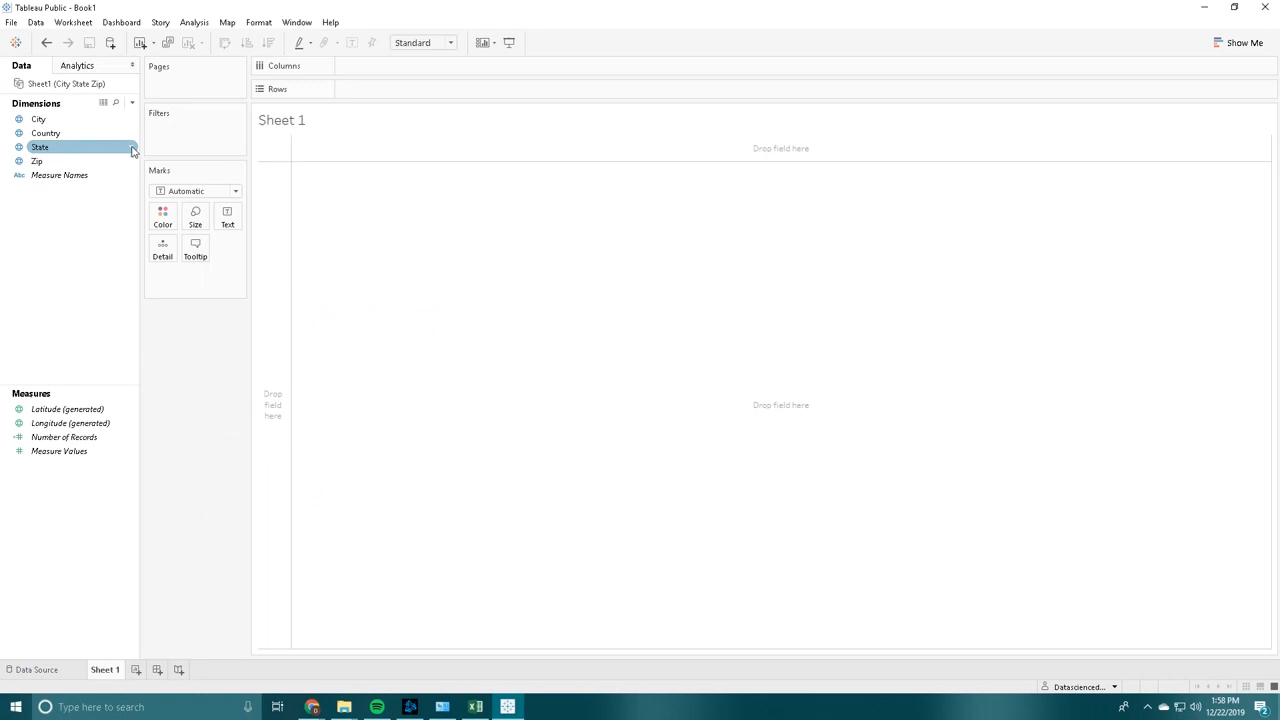 Tableau Public - Book1
File Data Worksheet Dashboard Story Analysis Map Format Window Help
Standard
Show Me
Data Analytics
Sheet1 (City State Zip)
Dimensions
City
Country
State
Zip
Abc Measure Names
Measures
Latitude (generated)
Longitude (generated)
Number of Records
Measure Values
Pages
Filters
Marks
Automatic
Color Size Text
Detail Tooltip
Columns
Rows
Sheet 1
Drop field here
Drop
field
here
Drop field here
Data Source Sheet 1
Datascienced...
Type here to search
1:58 PM
12/22/2019
2